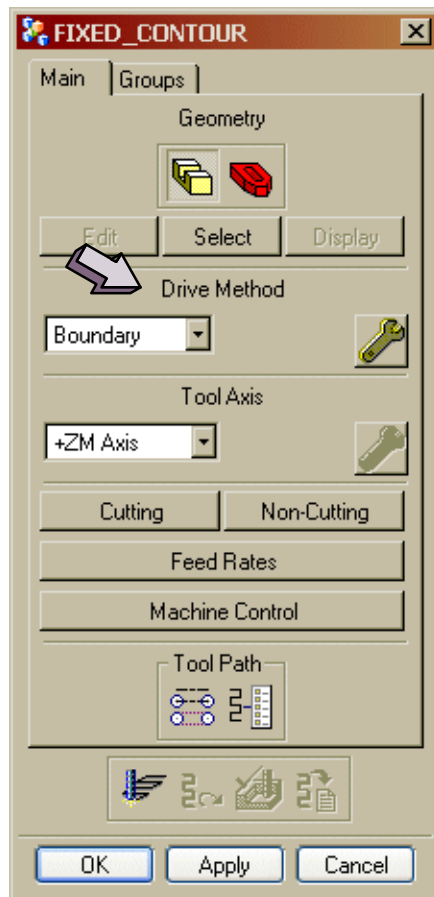 FIXED_CONTOUR
Main Groups
Geometry
Edit Select Display
Drive Method
Boundary
Tool Axis
+ZM Axis
Cutting Non-Cutting
Feed Rates
Machine Control
Tool Path
OK Apply Cancel